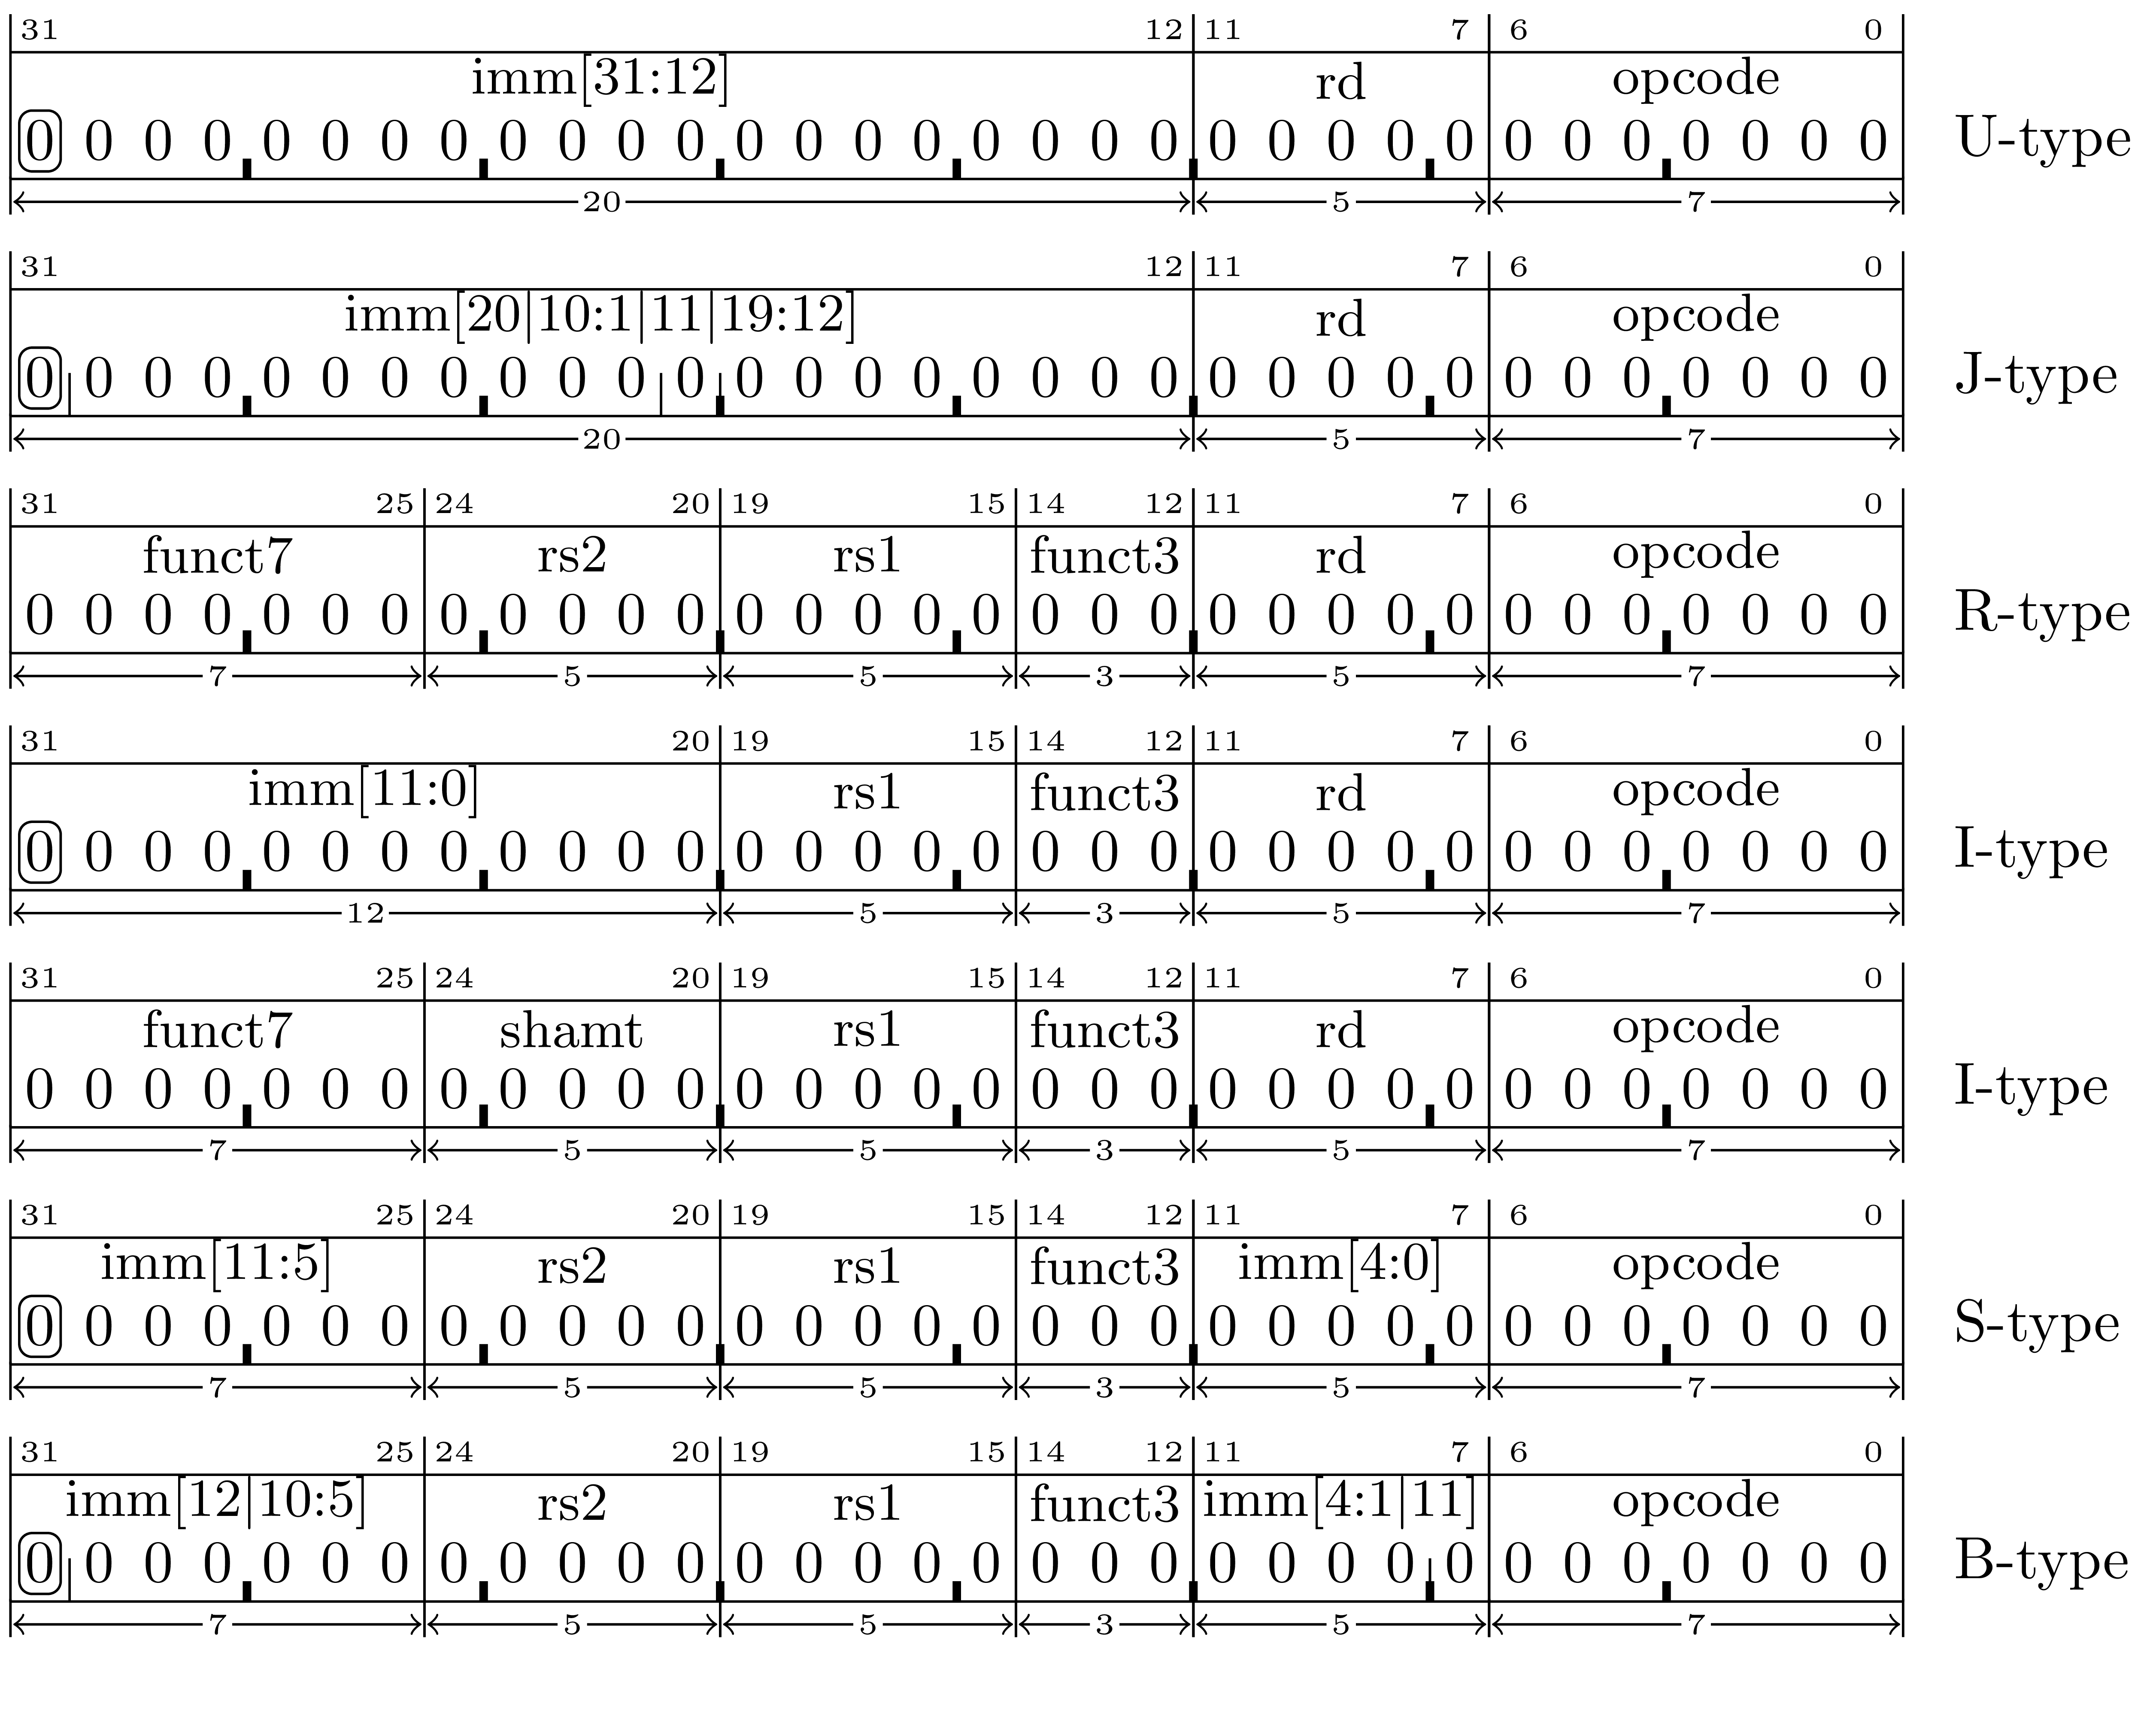 31 12 11 7 6 0
imm[31:12] rd opcode
0 0 0 0 0 0 0 0 0 0 0 0 0 0 0 0 0 0 0 0 0 0 0 0 0 0 0 0 0 0 0 0 U-type
20 5 7
31 12 11 7 6 0
imm[20|10:1|11|19:12] rd opcode
0 0 0 0 0 0 0 0 0 0 0 0 0 0 0 0 0 0 0 0 0 0 0 0 0 0 0 0 0 0 0 0 J-type
20 5 7
31 25 24 20 19 15 14 12 11 7 6 0
funct7 rs2 rs1 funct3 rd opcode
0 0 0 0 0 0 0 0 0 0 0 0 0 0 0 0 0 0 0 0 0 0 0 0 0 0 0 0 0 0 0 0 R-type
7 5 5 3 5 7
31 20 19 15 14 12 11 7 6 0
imm[11:0] rs1 funct3 rd opcode
0 0 0 0 0 0 0 0 0 0 0 0 0 0 0 0 0 0 0 0 0 0 0 0 0 0 0 0 0 0 0 0 I-type
12 5 3 5 7
31 25 24 20 19 15 14 12 11 7 6 0
funct7 shamt rs1 funct3 rd opcode
0 0 0 0 0 0 0 0 0 0 0 0 0 0 0 0 0 0 0 0 0 0 0 0 0 0 0 0 0 0 0 0 I-type
7 5 5 3 5 7
31 25 24 20 19 15 14 12 11 7 6 0
imm[11:5] rs2 rs1 funct3 imm[4:0] opcode
0 0 0 0 0 0 0 0 0 0 0 0 0 0 0 0 0 0 0 0 0 0 0 0 0 0 0 0 0 0 0 0 S-type
7 5 5 3 5 7
31 25 24 20 19 15 14 12 11 7 6 0
imm[12|10:5] rs2 rs1 funct3 imm[4:1|11] opcode
0 0 0 0 0 0 0 0 0 0 0 0 0 0 0 0 0 0 0 0 0 0 0 0 0 0 0 0 0 0 0 0 B-type
7 5 5 3 5 7